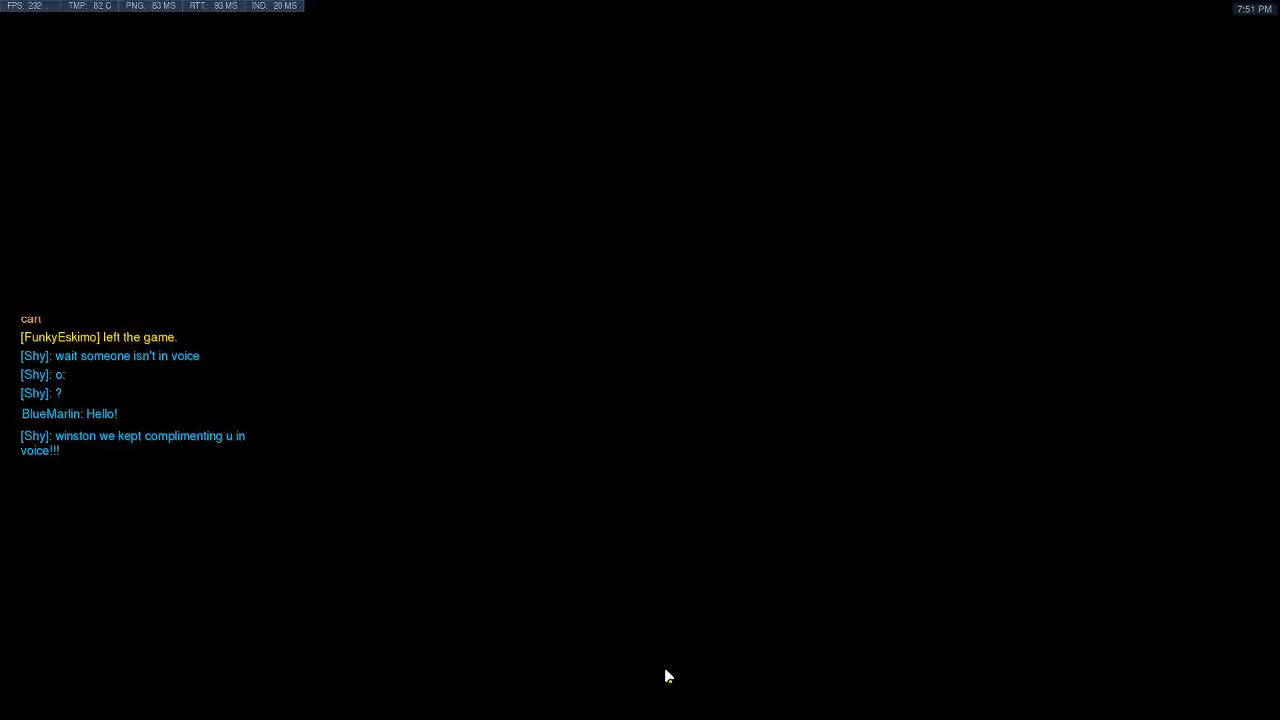 FPS: 232 TMP: 82 C PNG: 83 MS RTT: 93 MS IND: 20 MS
7:51 PM
cart
[FunkyEskimo] left the game.
[Shy]: wait someone isn't in voice
[Shy]: o:
[Shy]: ?
BlueMarlin: Hello!
[Shy]: winston we kept complimenting u in
voice!!!